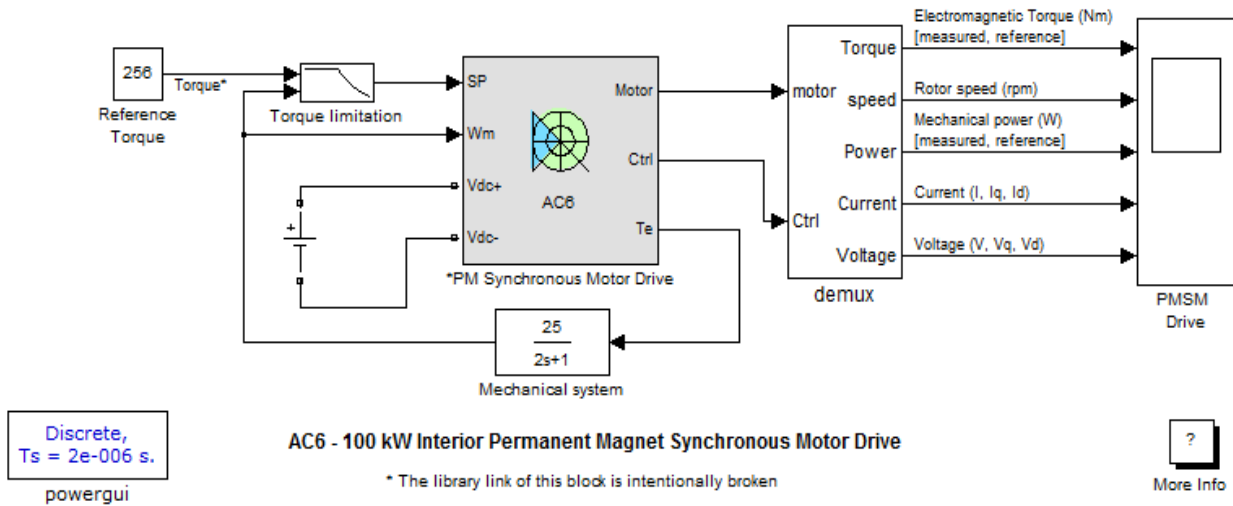 256
Torque*
Reference
Torque
Torque limitation
SP
Wm
Vdc+
Vdc-
Motor
Ctrl
Te
AC6
*PM Synchronous Motor Drive
+
25
2s+1
Mechanical system
motor
Ctrl
Torque
speed
Power
Current
Voltage
demux
Electromagnetic Torque (Nm)
[measured, reference]
Rotor speed (rpm)
Mechanical power (W)
[measured, reference]
Current (I, Iq, Id)
Voltage (V, Vq, Vd)
PMSM
Drive
Discrete,
Ts = 2e-006 s.
powergui
AC6 - 100 kW Interior Permanent Magnet Synchronous Motor Drive
* The library link of this block is intentionally broken
?
More Info